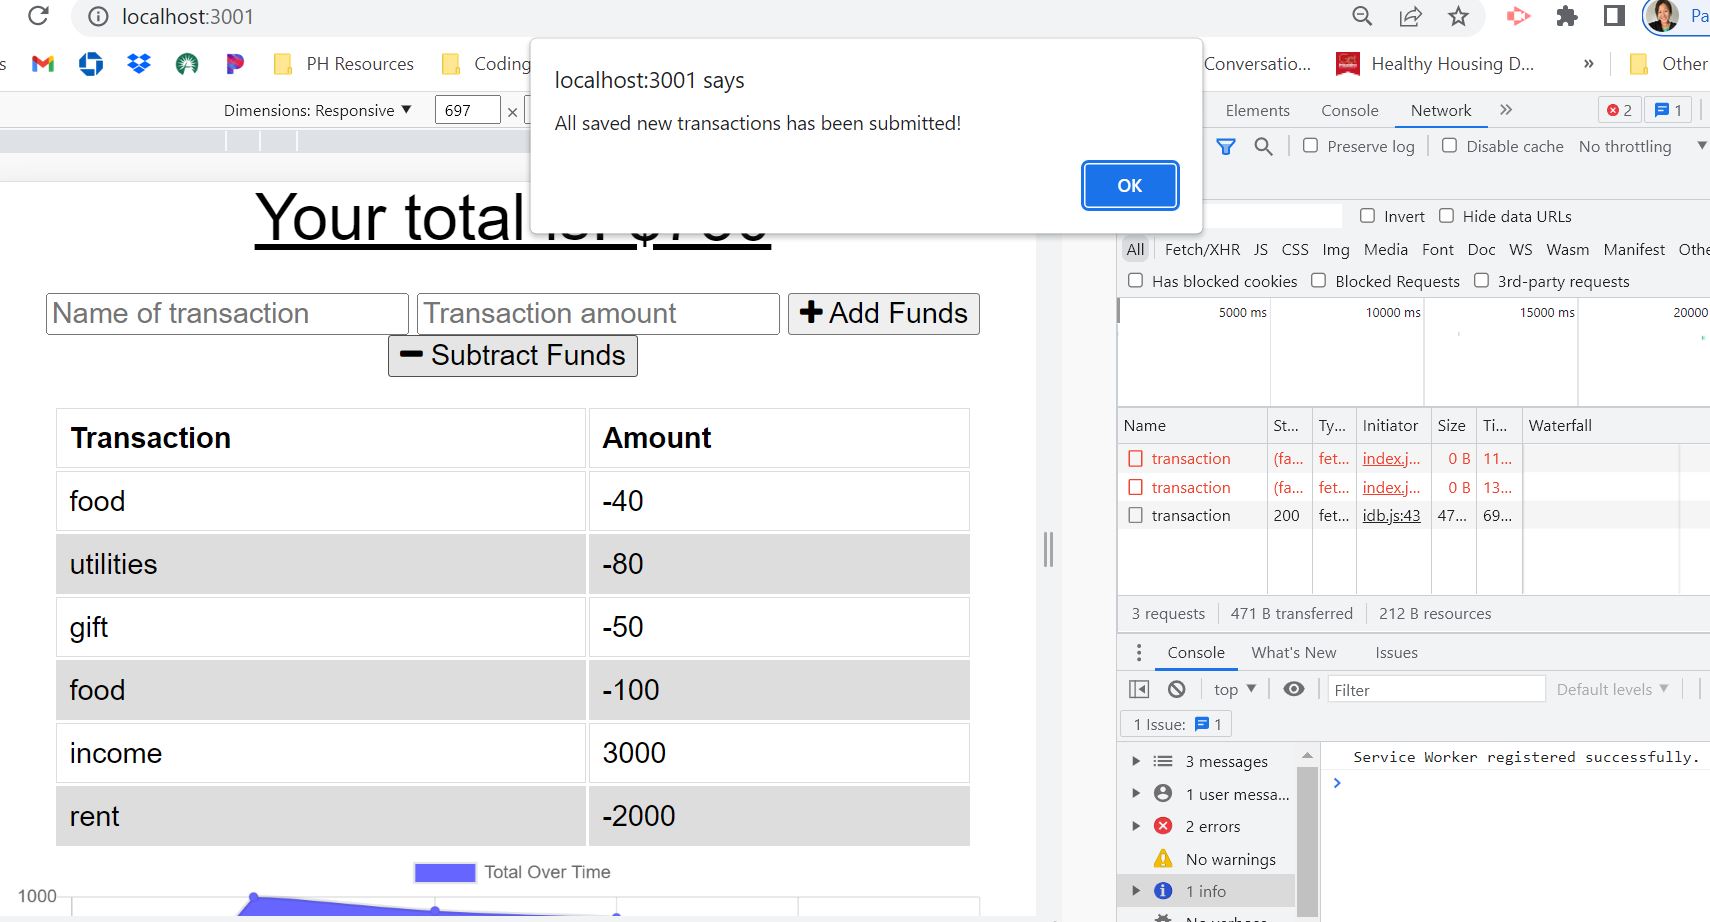 localhost:3001
Pa
s
PH Resources
Coding
Conversatio...
Healthy Housing D...
»
Other
localhost:3001 says
All saved new transactions has been submitted!
OK
Dimensions: Responsive ▼ 697 ×
Elements Console Network » 2 1
Preserve log Disable cache No throttling ▼
Invert Hide data URLs
All Fetch/XHR JS CSS Img Media Font Doc WS Wasm Manifest Othe
Has blocked cookies Blocked Requests 3rd-party requests
5000 ms 10000 ms 15000 ms 20000
Your total
Name of transaction Transaction amount + Add Funds
− Subtract Funds
Transaction Amount
food -40
utilities -80
gift -50
food -100
income 3000
rent -2000
Total Over Time
1000
Name St... Ty... Initiator Size Ti... Waterfall
transaction (fa... fet... index.j... 0 B 11...
transaction (fa... fet... index.j... 0 B 13...
transaction 200 fet... idb.js:43 47... 69...
3 requests 471 B transferred 212 B resources
Console What's New Issues
top ▼ Filter Default levels ▼
1 Issue: 1
3 messages
1 user messa...
2 errors
No warnings
1 info
Service Worker registered successfully.